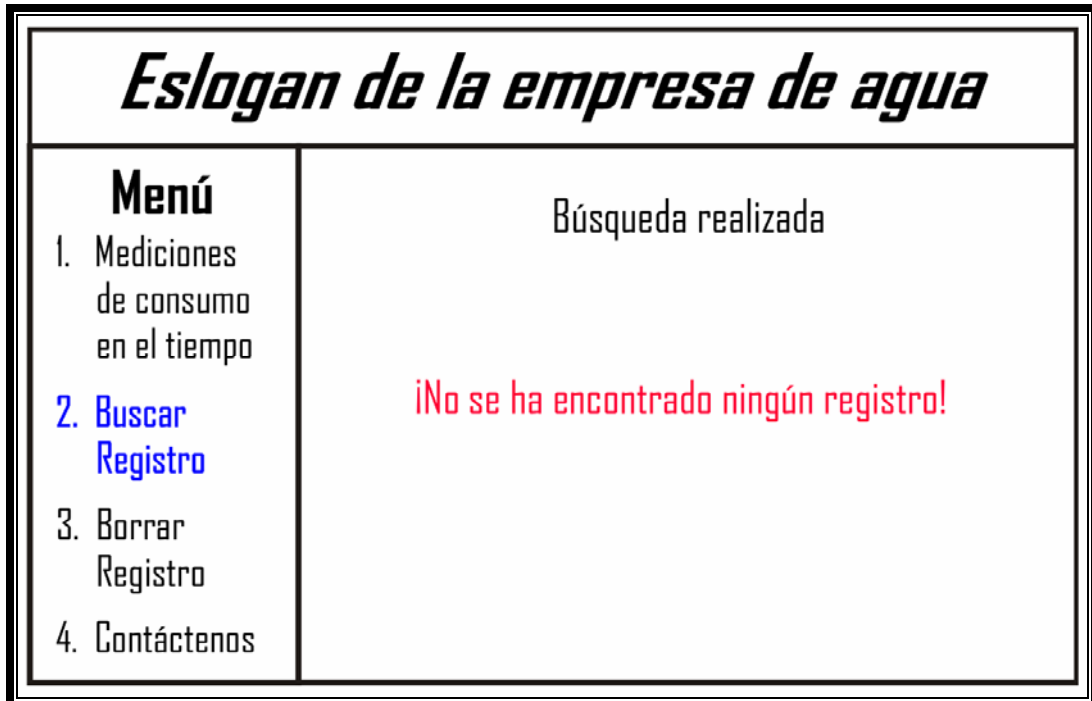 Eslogan de la empresa de agua
Menú
1. Mediciones
de consumo
en el tiempo
2. Buscar
Registro
3. Borrar
Registro
4. Contáctenos
Búsqueda realizada
¡No se ha encontrado ningún registro!